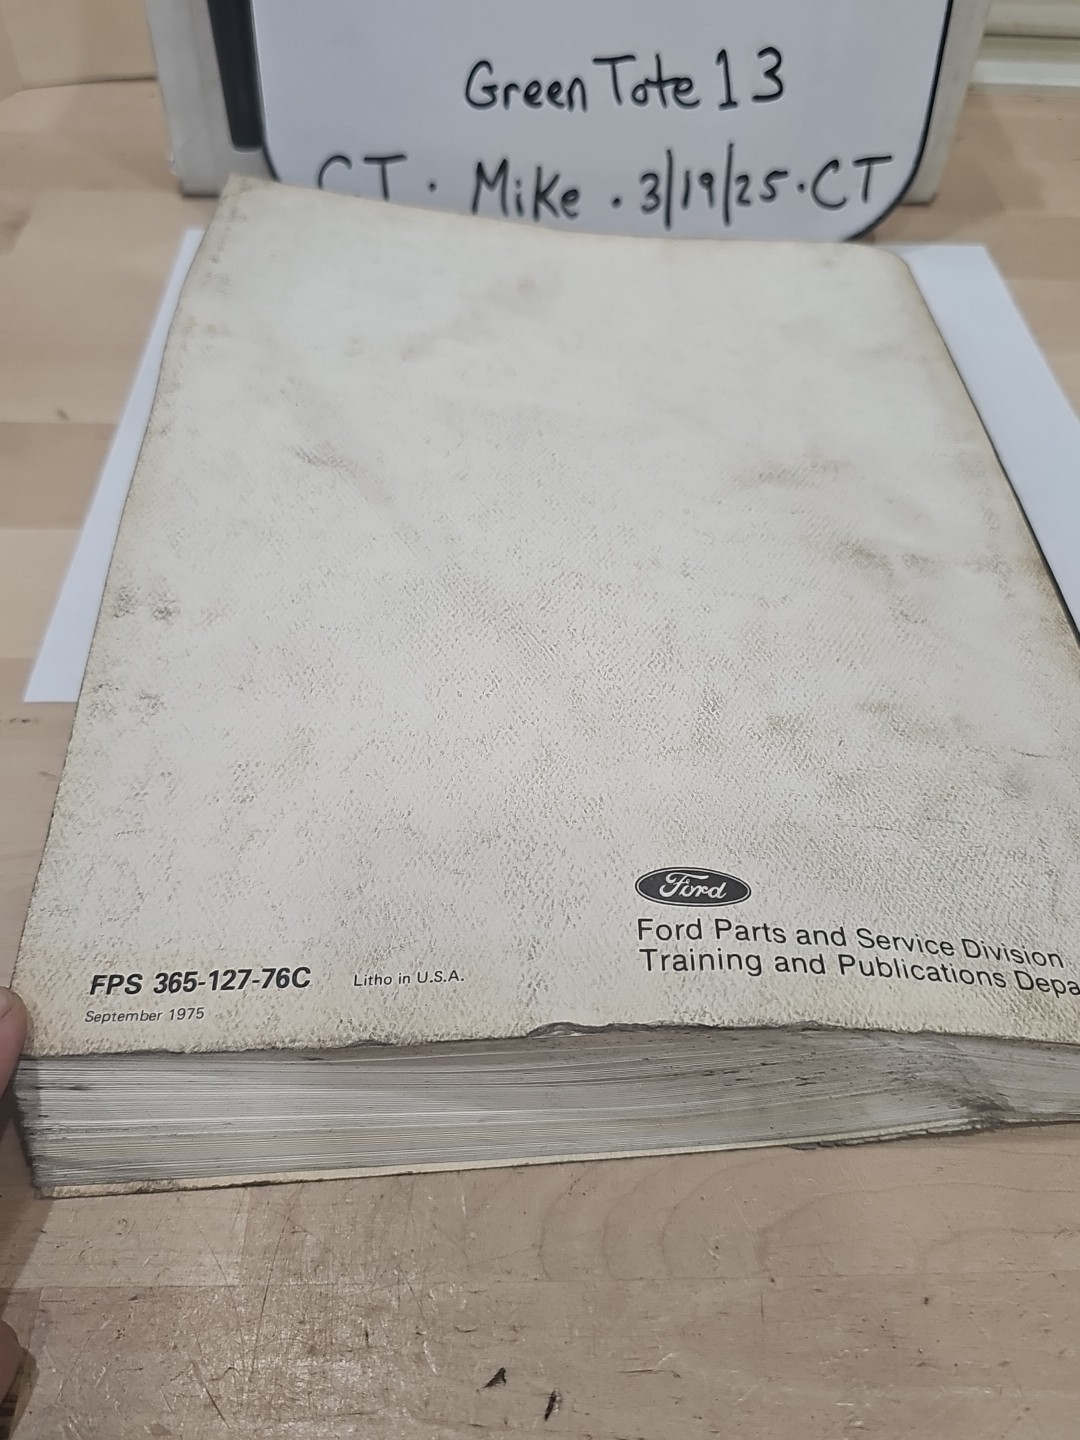 Green Tote 13
CT · Mike · 3/19/25 · CT
Ford
Ford Parts and Service Division
Training and Publications
FPS 365-127-76C
Litho in U.S.A.
September 1975